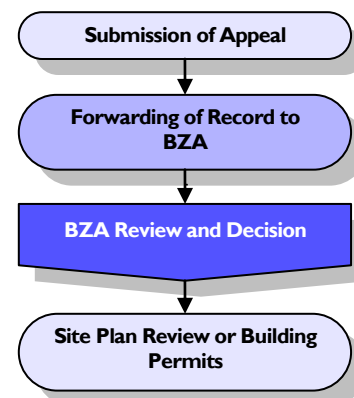 Submission of Appeal
Forwarding of Record to
BZA
BZA Review and Decision
Site Plan Review or Building
Permits